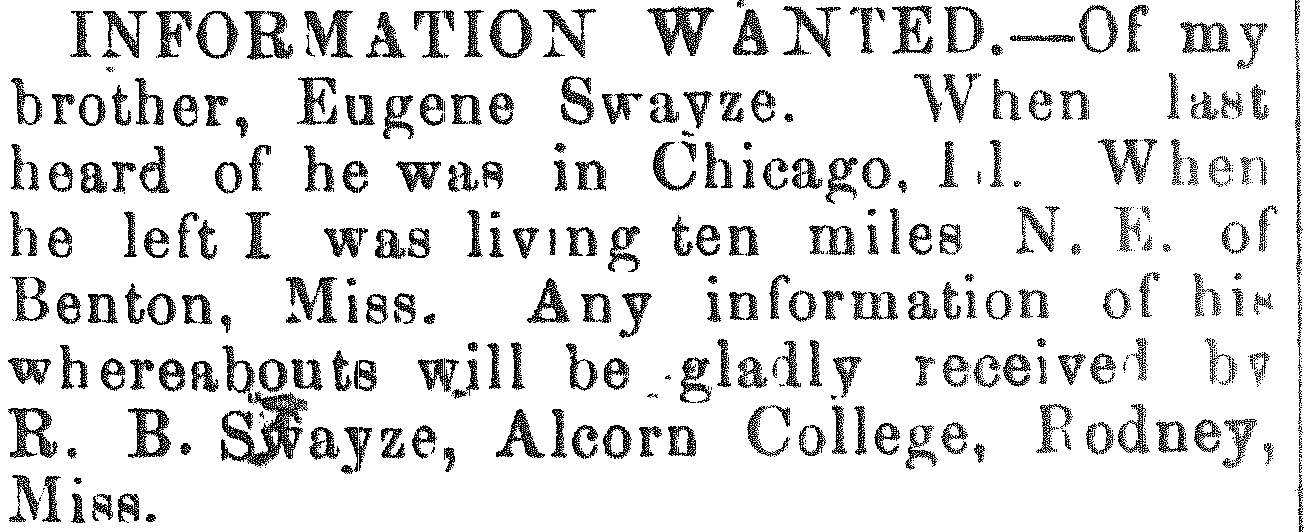 INFORMATION WANTED.—Of my
brother, Eugene Swayze. When last
heard of he was in Chicago, Ill. When
he left I was living ten miles N. E. of
Benton, Miss. Any information of his
whereabouts will be gladly received by
R. B. Swayze, Alcorn College, Rodney,
Miss.